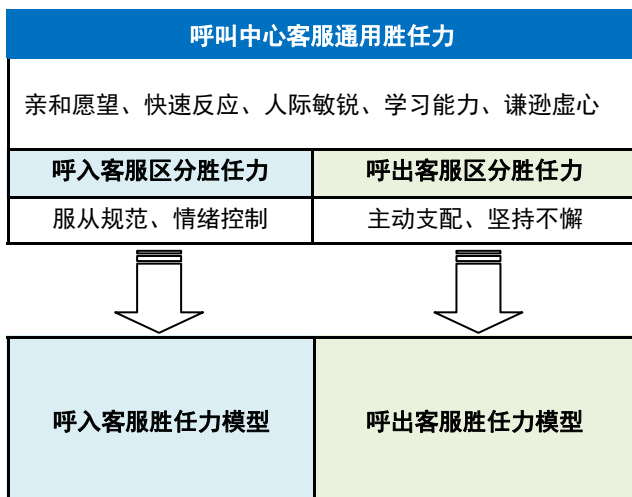 呼叫中心客服通用胜任力
亲和愿望、快速反应、人际敏锐、学习能力、谦逊虚心
呼入客服区分胜任力
呼出客服区分胜任力
服从规范、情绪控制
主动支配、坚持不懈
呼入客服胜任力模型
呼出客服胜任力模型